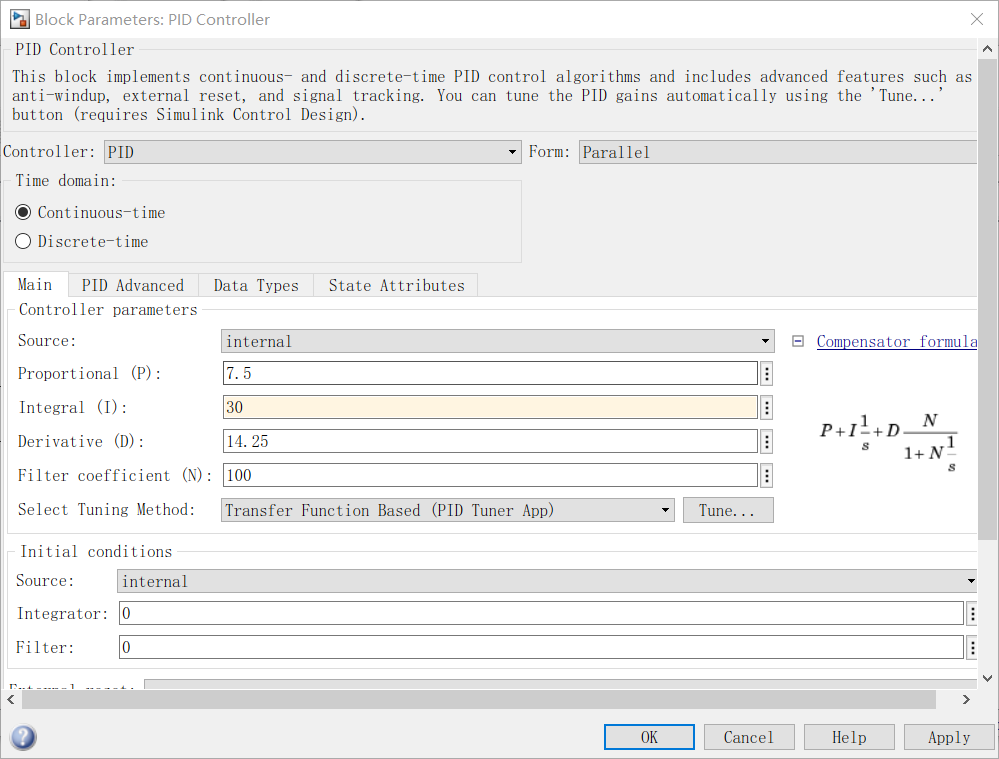 Block Parameters: PID Controller
PID Controller
This block implements continuous- and discrete-time PID control algorithms and includes advanced features such as
anti-windup, external reset, and signal tracking. You can tune the PID gains automatically using the 'Tune...'
button (requires Simulink Control Design).
Controller: PID Form: Parallel
Time domain:
Continuous-time
Discrete-time
Main PID Advanced Data Types State Attributes
Controller parameters
Source: internal Compensator formula
Proportional (P): 7.5
Integral (I): 30
Derivative (D): 14.25
Filter coefficient (N): 100
P+I 1/s +D N/(1+N 1/s)
Select Tuning Method: Transfer Function Based (PID Tuner App) Tune...
Initial conditions
Source: internal
Integrator: 0
Filter: 0
External reset:
OK Cancel Help Apply